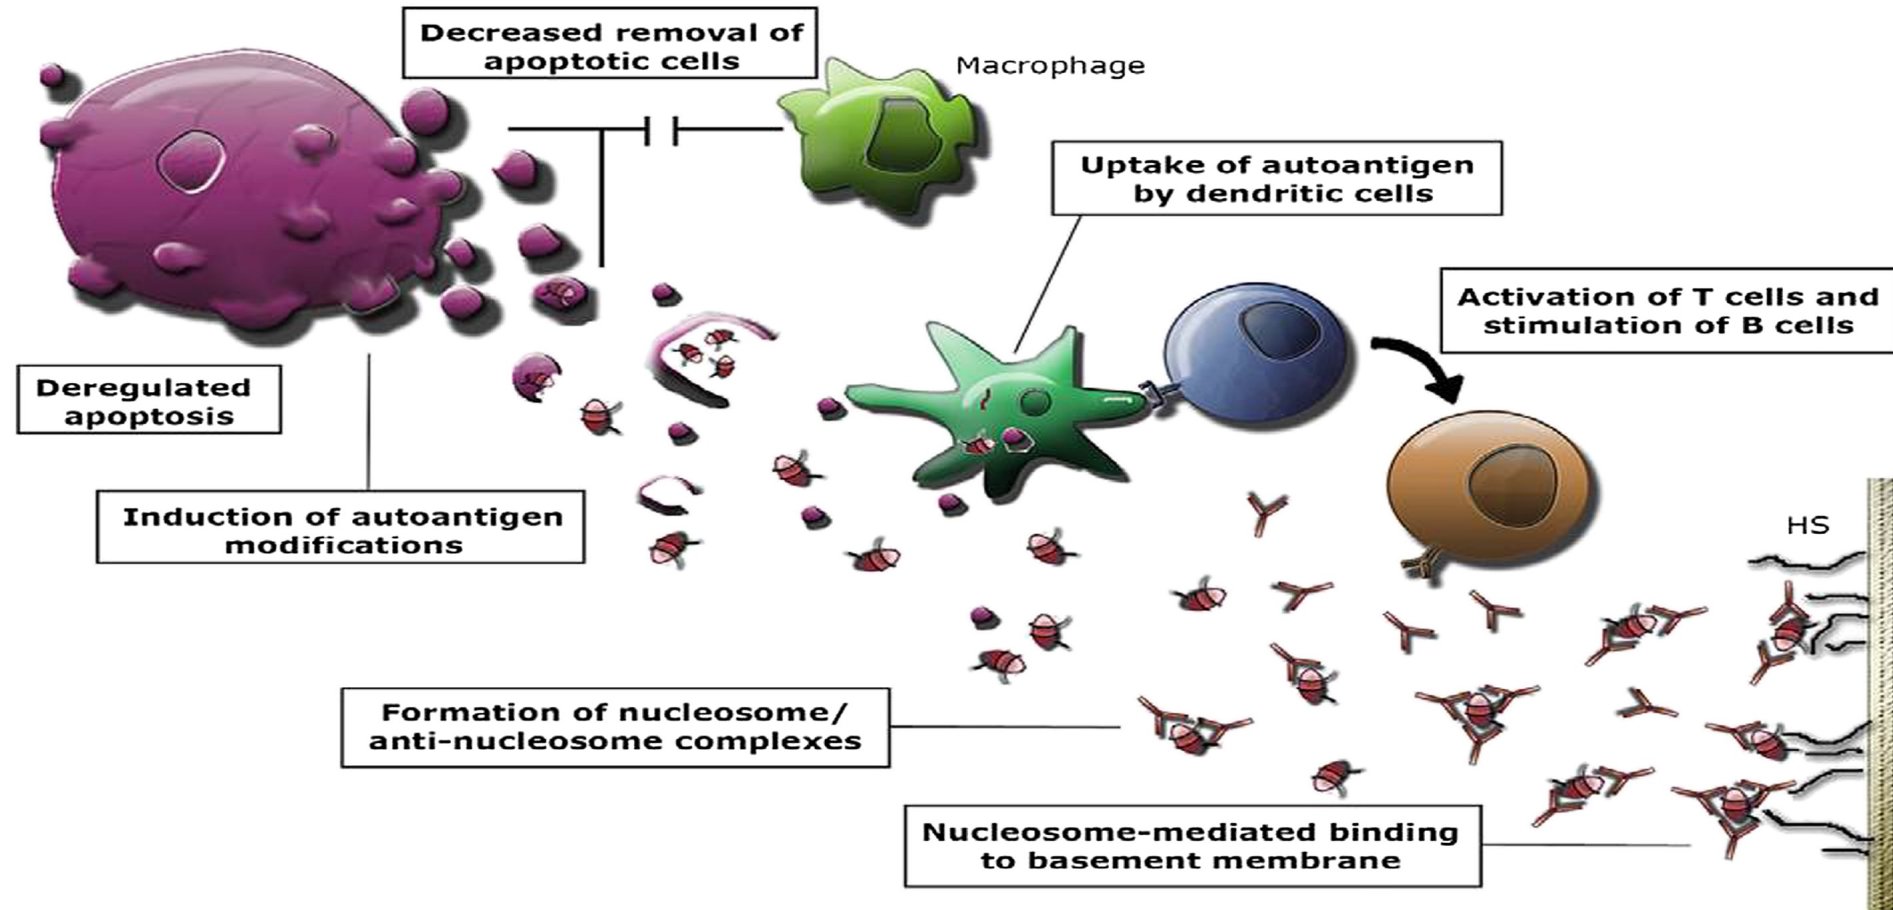 Decreased removal of
apoptotic cells
Macrophage
Uptake of autoantigen
by dendritic cells
Activation of T cells and
stimulation of B cells
Deregulated
apoptosis
Induction of autoantigen
modifications
HS
Formation of nucleosome/
anti-nucleosome complexes
Nucleosome-mediated binding
to basement membrane